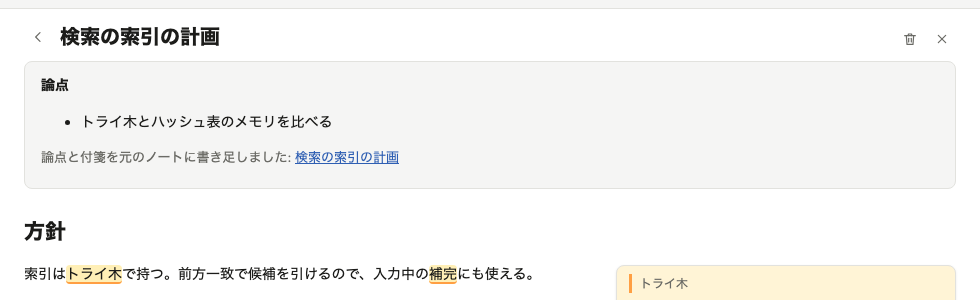 検索の索引の計画
論点
トライ木とハッシュ表のメモリを比べる
論点と付箋を元のノートに書き足しました: 検索の索引の計画
方針
索引はトライ木で持つ。前方一致で候補を引けるので、入力中の補完にも使える。
トライ木